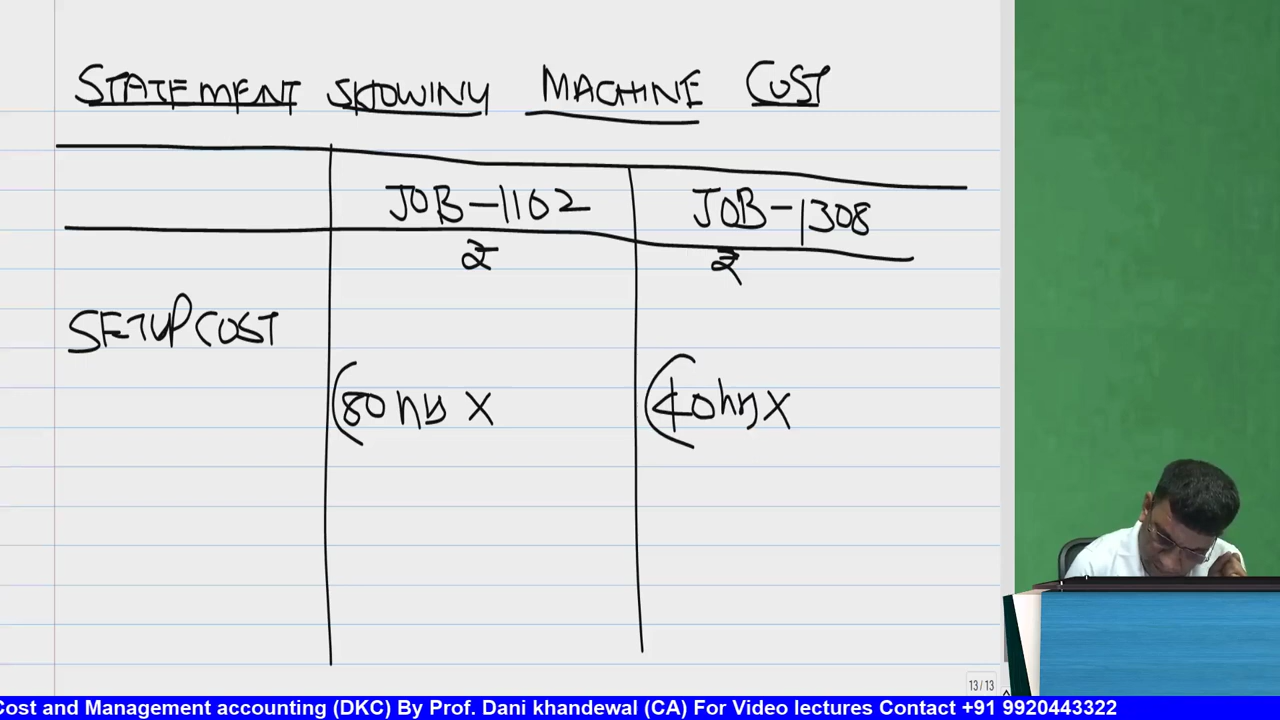 STATEMENT SHOWING MACHINE COST
JOB-1102 JOB-1308
₹ ₹
SETUP COST
(80 hrs X (40 hrs X
13/13
Cost and Management accounting (DKC) By Prof. Dani khandewal (CA) For Video lectures Contact +91 9920443322